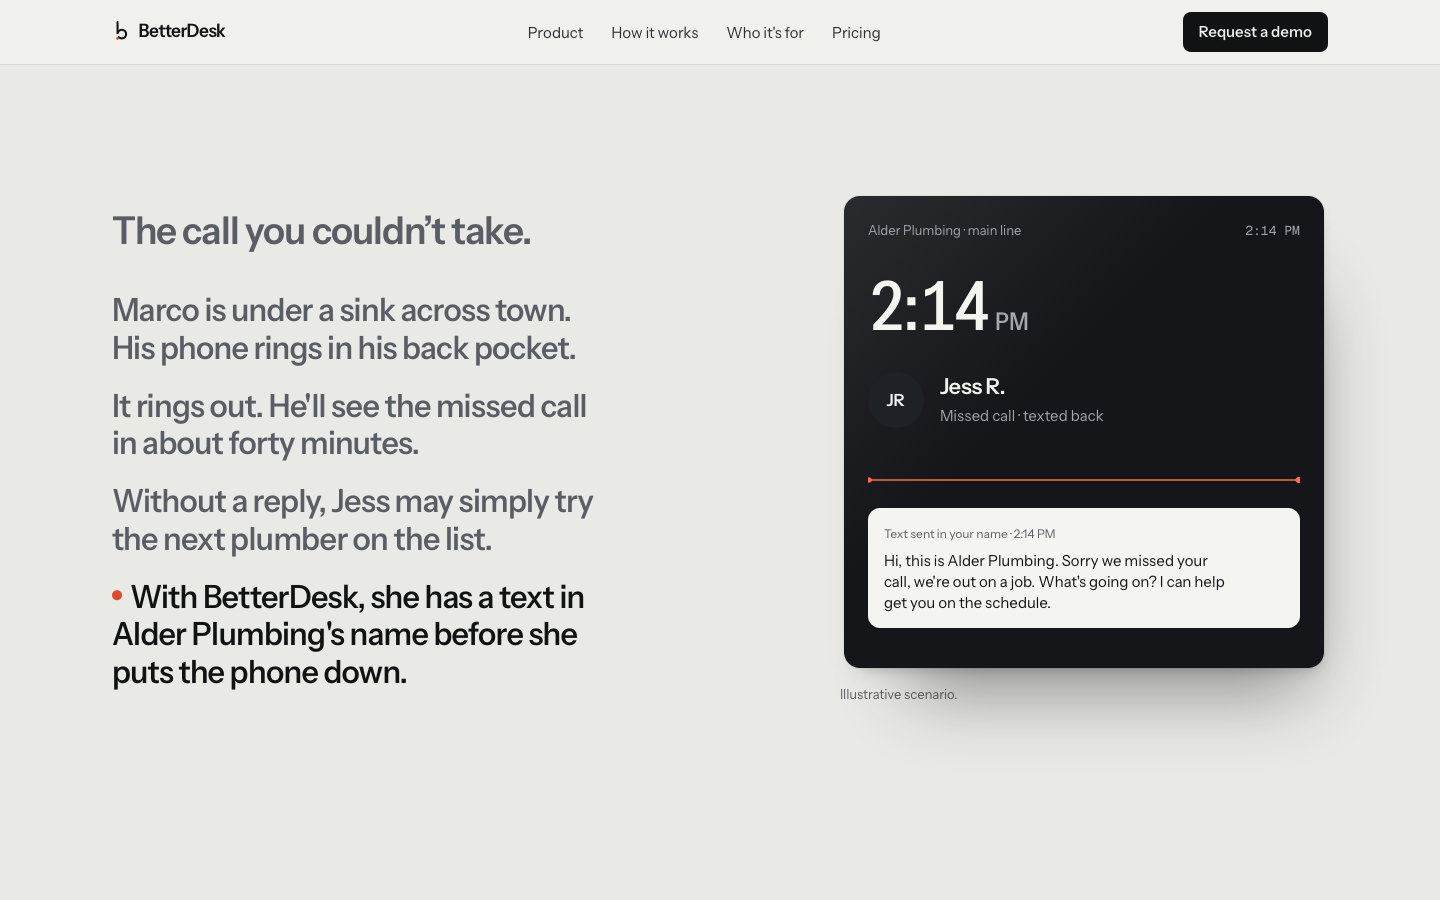 BetterDesk
Product
How it works
Who it's for
Pricing
Request a demo
The call you couldn’t take.
Marco is under a sink across town.
His phone rings in his back pocket.
It rings out. He'll see the missed call
in about forty minutes.
Without a reply, Jess may simply try
the next plumber on the list.
With BetterDesk, she has a text in
Alder Plumbing's name before she
puts the phone down.
Alder Plumbing · main line
2:14 PM
2:14 PM
JR
Jess R.
Missed call · texted back
Text sent in your name · 2:14 PM
Hi, this is Alder Plumbing. Sorry we missed your
call, we're out on a job. What's going on? I can help
get you on the schedule.
Illustrative scenario.